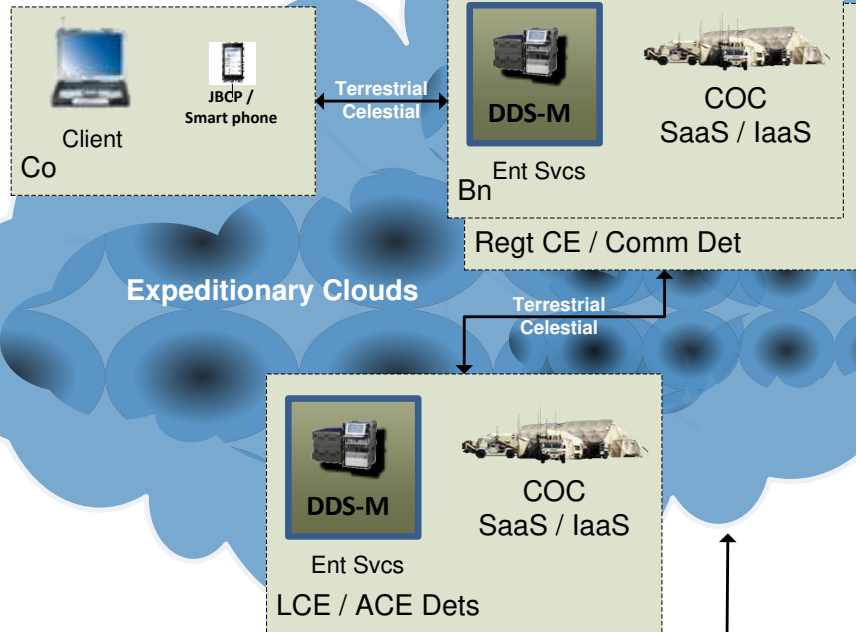 JBCP /
Smart phone
Client
Co
Terrestrial
Celestial
DDS-M
Ent Svcs
COC
SaaS / IaaS
Bn
Regt CE / Comm Det
Expeditionary Clouds
Terrestrial
Celestial
DDS-M
Ent Svcs
COC
SaaS / IaaS
LCE / ACE Dets